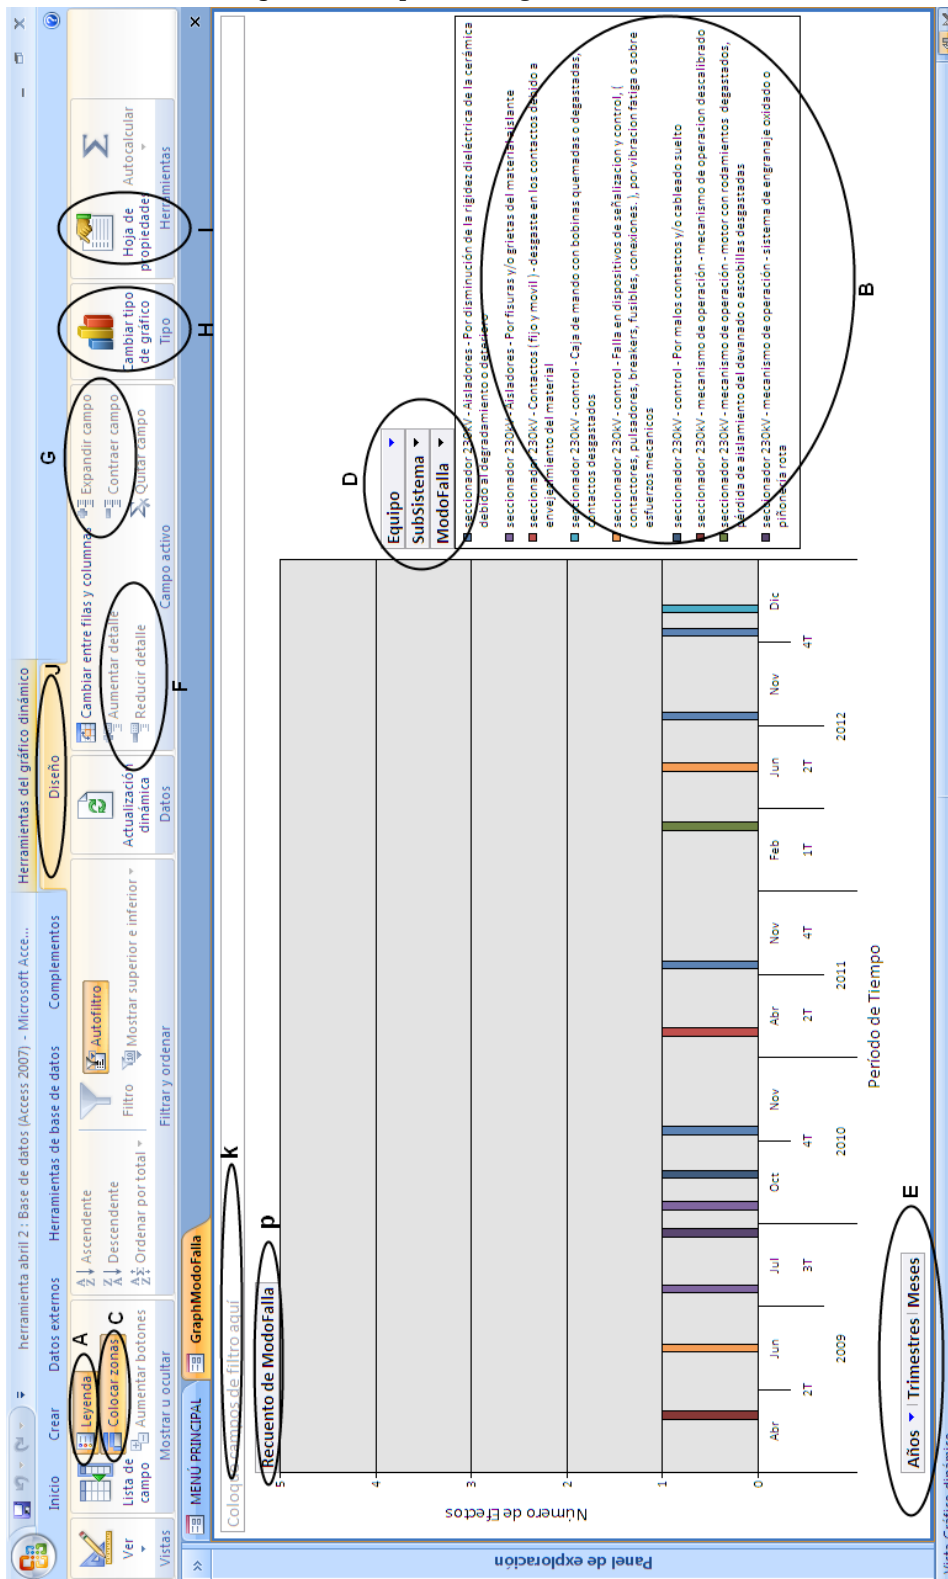 herramienta abril 2 : Base de datos (Access 2007) - Microsoft Acce...
Herramientas del gráfico dinámico
Inicio
Crear
Datos externos
Herramientas de base de datos
Complementos
Diseño
J
Ver
Vistas
Lista de campo
Leyenda
A
Colocar zonas
C
Aumentar botones
Mostrar u ocultar
Ascendente
Descendente
Ordenar por total
Filtro
Autofiltro
Mostrar superior e inferior
Filtrar y ordenar
Actualización dinámica
Datos
Cambiar entre filas y columnas
Aumentar detalle
Reducir detalle
F
Expandir campo
Contraer campo
Quitar campo
G
Campo activo
Cambiar tipo de gráfico
Tipo
H
Hoja de propiedades
I
Autocalcular
Herramientas
MENÚ PRINCIPAL
GraphModoFalla
Panel de exploración
Coloque campos de filtro aquí
k
Recuento de ModoFalla
p
D
Equipo
SubSistema
ModoFalla
5
4
3
2
1
0
Número de Efectos
seccionador 230kV - Aisladores - Por disminución de la rigidez dieléctrica de la cerámica
debido al degradamiento o deterioro
seccionador 230kV - Aisladores - Por fisuras y/o grietas del material aislante
seccionador 230kV - Contactos (fijo y movil) - desgaste en los contactos debido a
envejecimiento del material
seccionador 230kV - control - Caja de mando con bobinas quemadas o degastadas,
contactos desgastados
seccionador 230kV - control - Falla en dispositivos de señalizacion y control, (
contactores, pulsadores, breakers, fusibles, conexiones. ), por vibracion fatiga o sobre
esfuerzos mecanicos
seccionador 230kV - control - Por malos contactos y/o cableado suelto
seccionador 230kV - mecanismo de operación - mecanismo de operacion descalibrado
seccionador 230kV - mecanismo de operación - motor con rodamientos degastados,
pérdida de aislamiento del devanado o escobillas desgastadas
seccionador 230kV - mecanismo de operación - sistema de engranaje oxidado o
piñoneria rota
B
Abr
Jun
Jul
Oct
Nov
Abr
Nov
Feb
Jun
Nov
Dic
2T
3T
4T
2T
4T
1T
2T
4T
2009
2010
2011
2012
Período de Tiempo
Años
Trimestres
Meses
E
Vista Gráfico dinámico